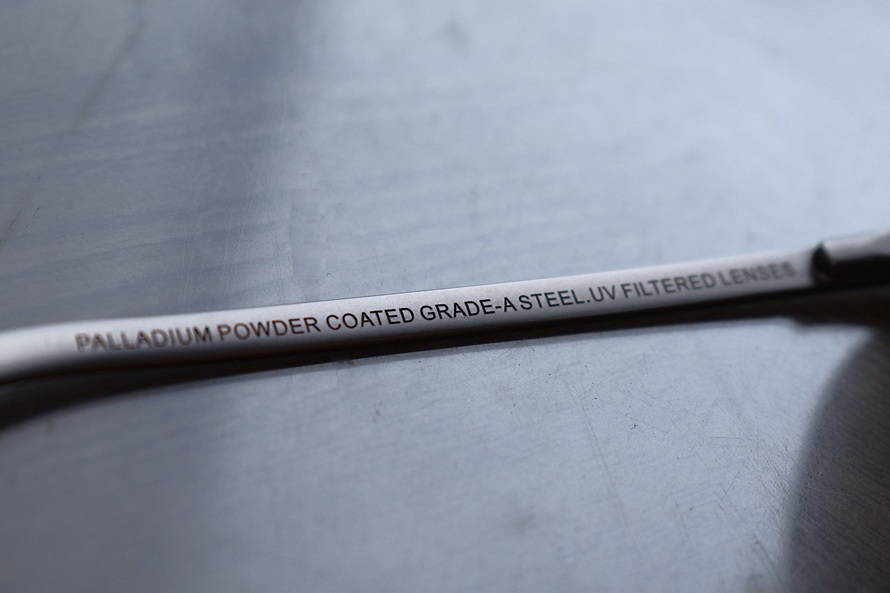 PALLADIUM POWDER COATED GRADE-A STEEL.UV FILTERED LENSES